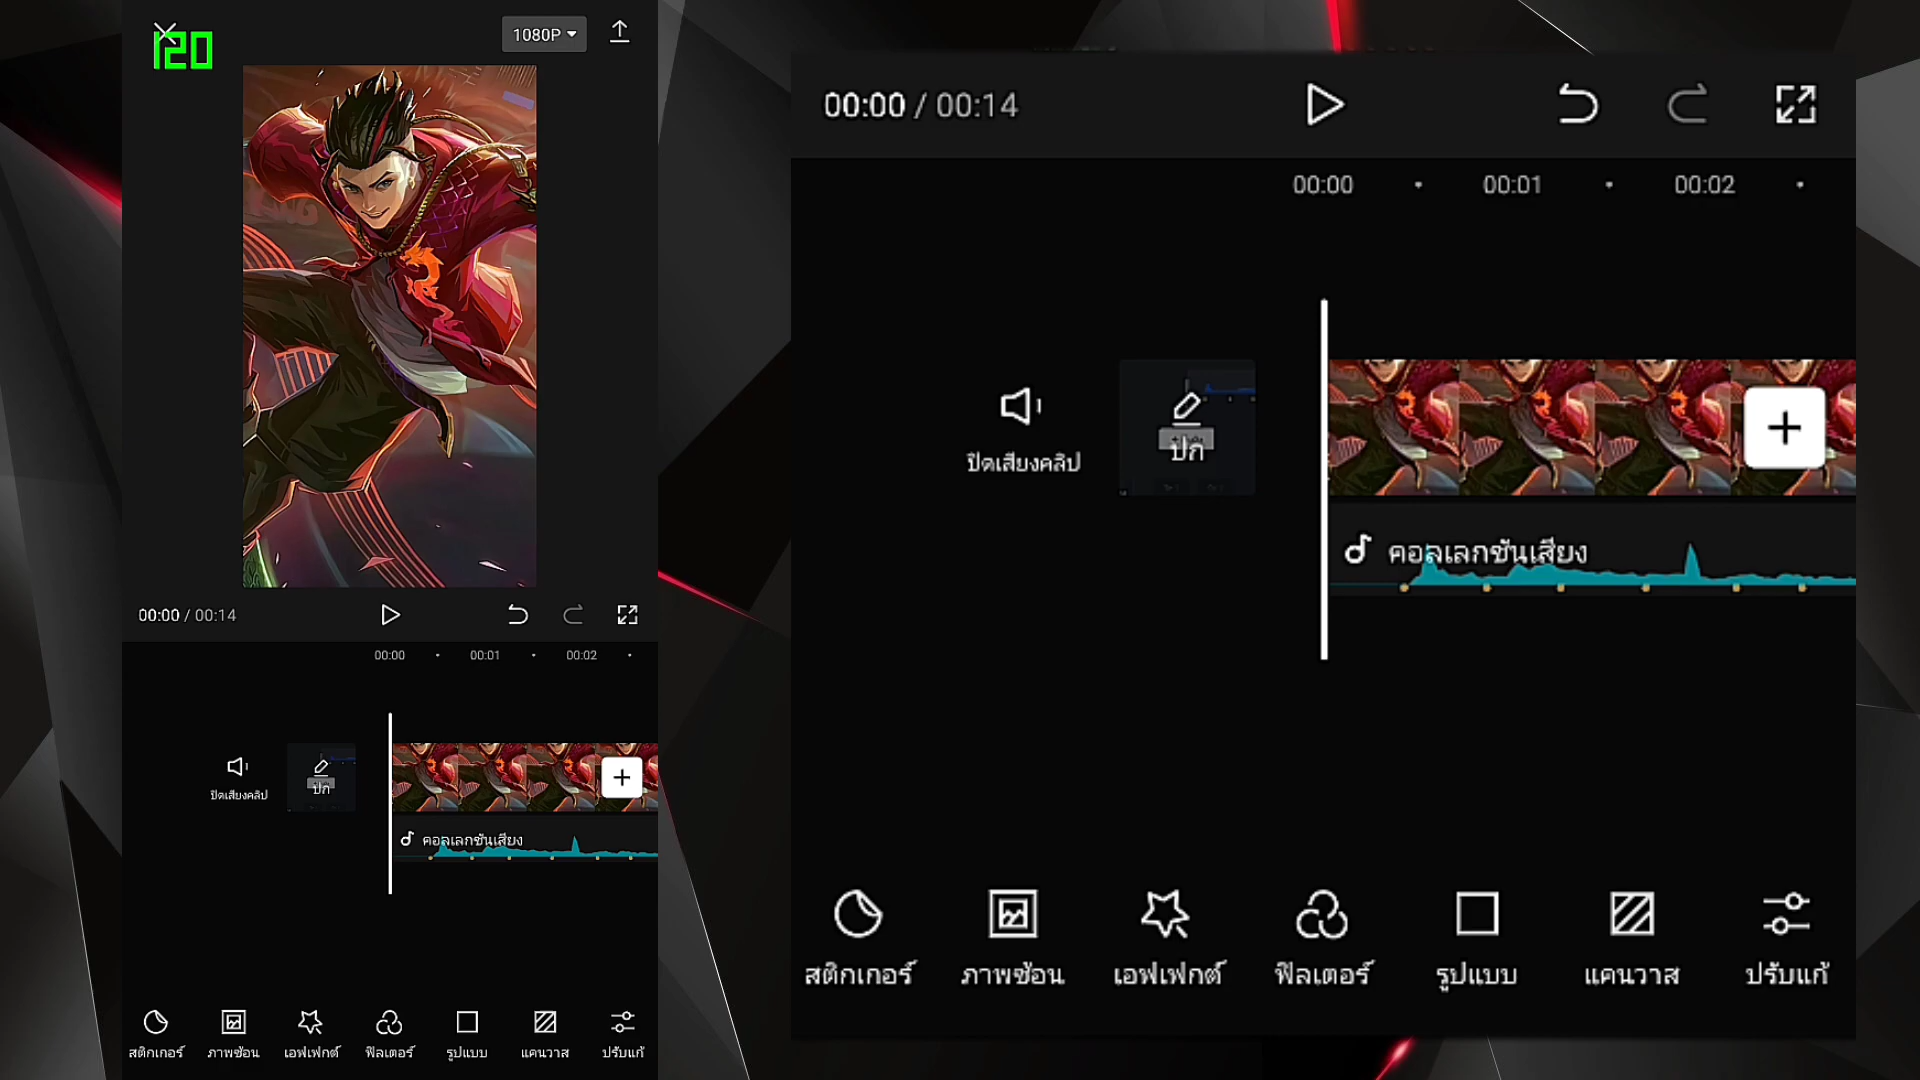 120
1080P
00:00 / 00:14
00:00
00:01
00:02
ปิดเสียงคลิป
ปก
คอลเลกชันเสียง
สติกเกอร์
ภาพซ้อน
เอฟเฟกต์
ฟิลเตอร์
รูปแบบ
แคนวาส
ปรับแก้
00:00 / 00:14
00:00
00:01
00:02
ปิดเสียงคลิป
ปก
คอลเลกชันเสียง
สติกเกอร์
ภาพซ้อน
เอฟเฟกต์
ฟิลเตอร์
รูปแบบ
แคนวาส
ปรับแก้